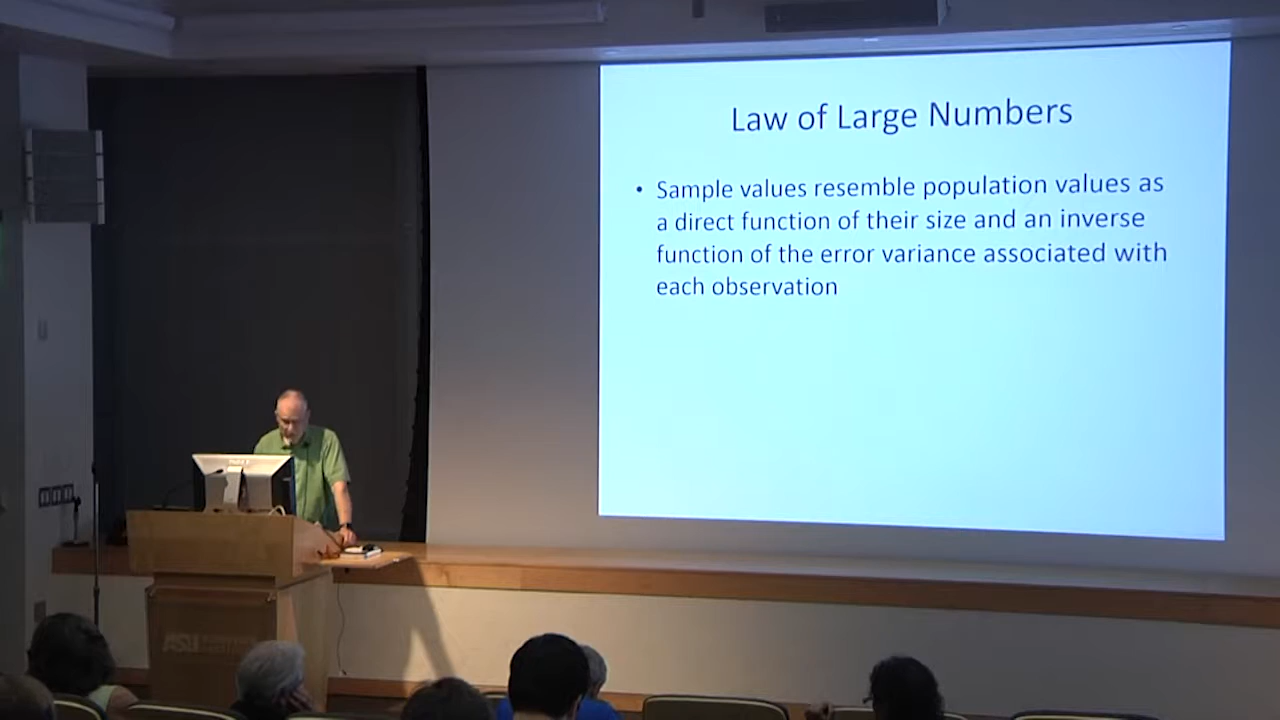 Law of Large Numbers
• Sample values resemble population values as
a direct function of their size and an inverse
function of the error variance associated with
each observation
ASU